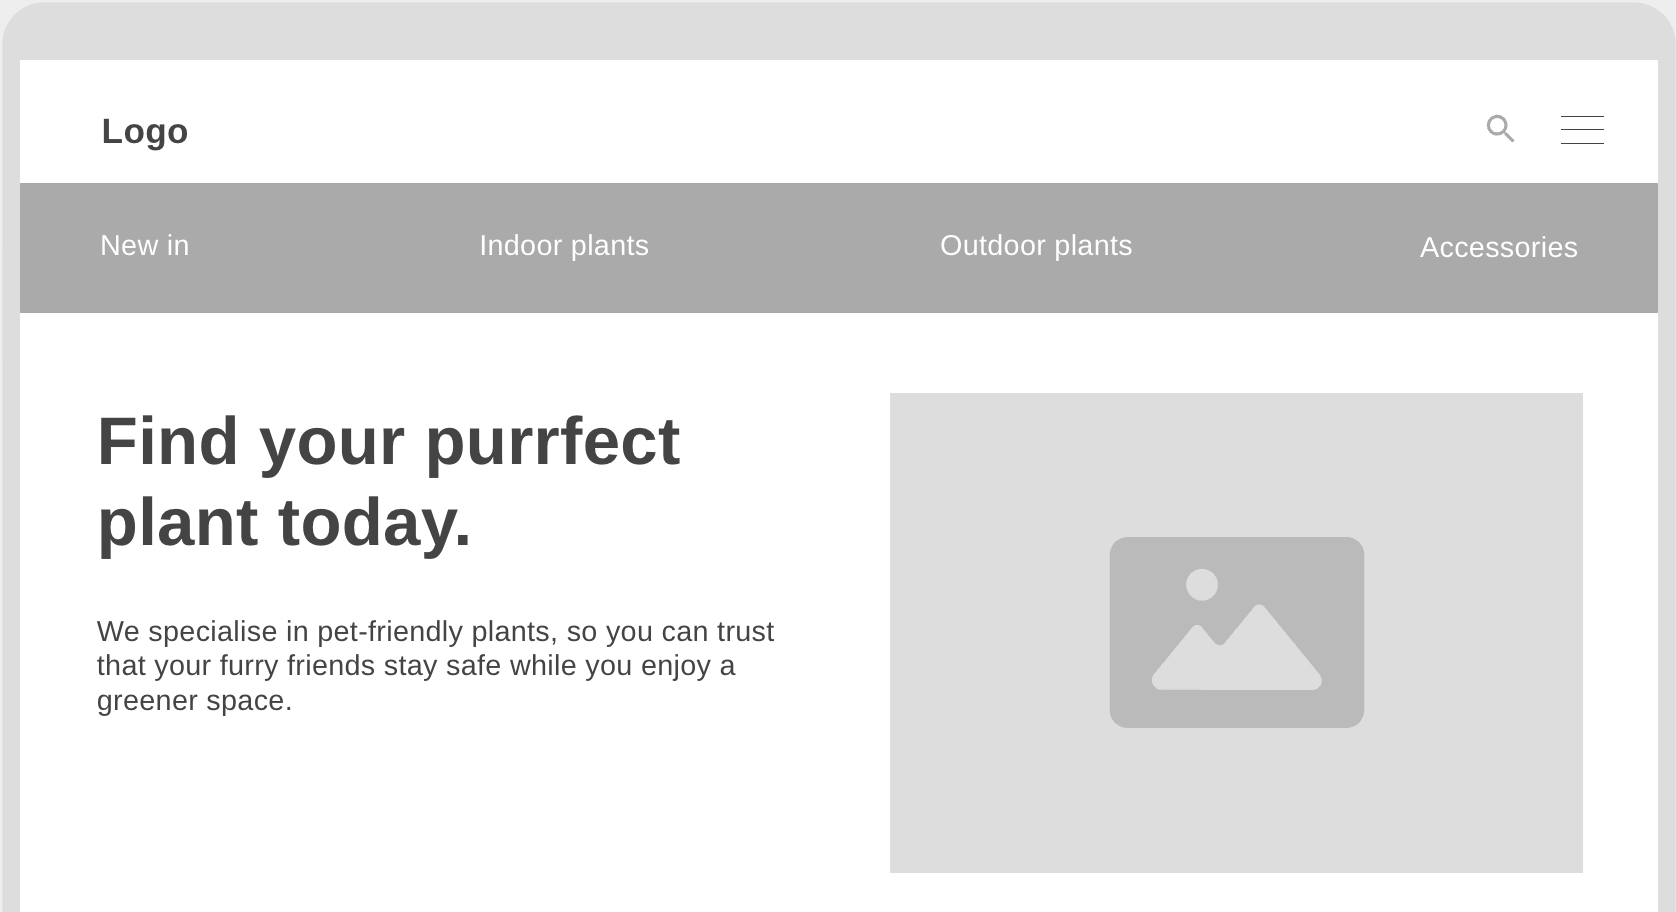 Logo
New in Indoor plants Outdoor plants Accessories
Find your purrfect
plant today.
We specialise in pet-friendly plants, so you can trust
that your furry friends stay safe while you enjoy a
greener space.